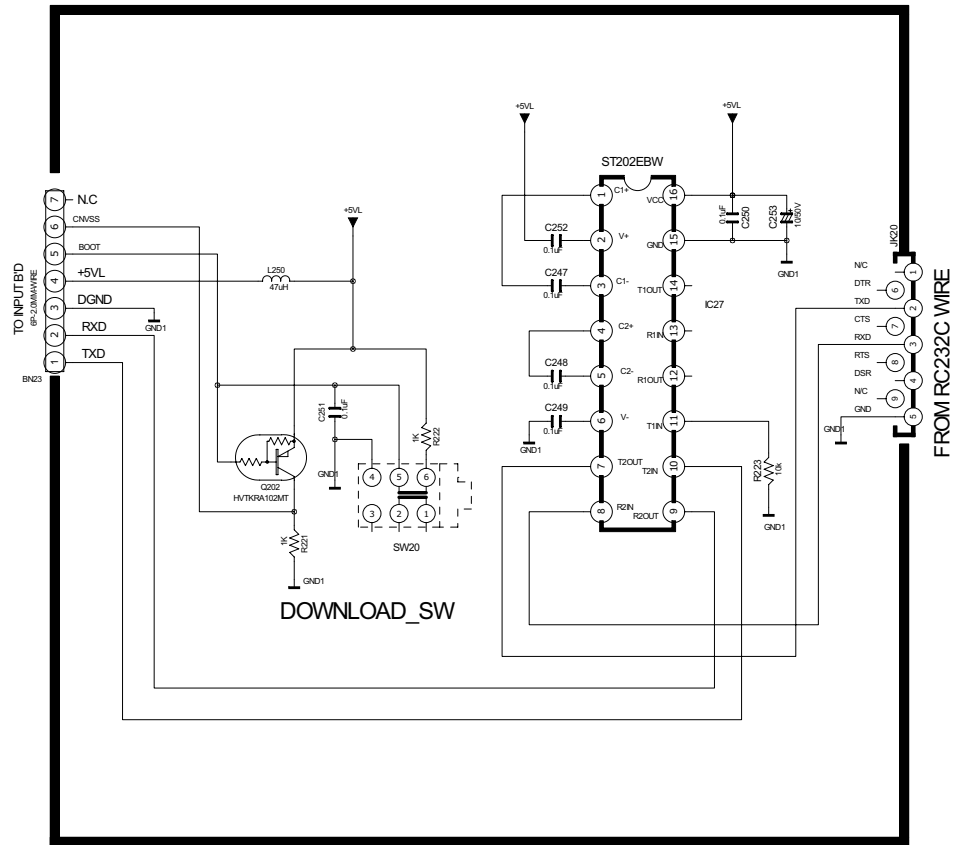 +5VL
+5VL
ST202EBW
1
C1+
16
VCC
0.1uF
C250
C253
10/50V
7
N.C
6
CNVSS
+5VL
C252
0.1uF
2
V+
15
GND
GND1
JK20
5
BOOT
N/C
1
4
+5VL
L250
47uH
C247
0.1uF
3
C1-
14
T1OUT
DTR
6
TO INPUT B'D
6P-2.0MM-WIRE
3
DGND
GND1
IC27
TXD
2
2
RXD
4
C2+
13
R1IN
CTS
7
1
TXD
RXD
3
BN23
C248
0.1uF
5
C2-
12
R1OUT
RTS
8
DSR
4
N/C
9
C251
0.1uF
C249
0.1uF
6
V-
11
T1IN
GND
5
1K
R222
GND1
GND1
FROM RC232C WIRE
Q202
HVTKRA102MT
GND1
4
5
6
7
T2OUT
10
T2IN
R223
10k
3
2
1
8
R2IN
9
R2OUT
GND1
1K
R221
SW20
GND1
DOWNLOAD_SW